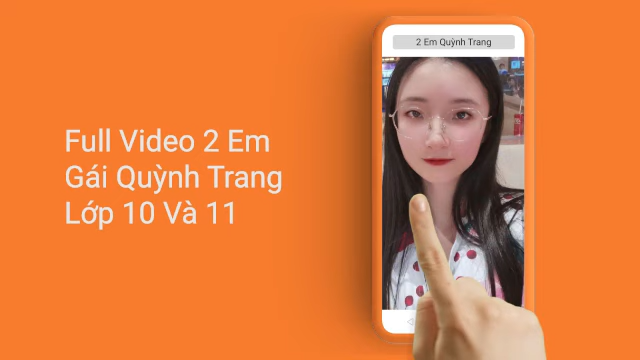 2 Em Quỳnh Trang
Full Video 2 Em
Gái Quỳnh Trang
Lớp 10 Và 11